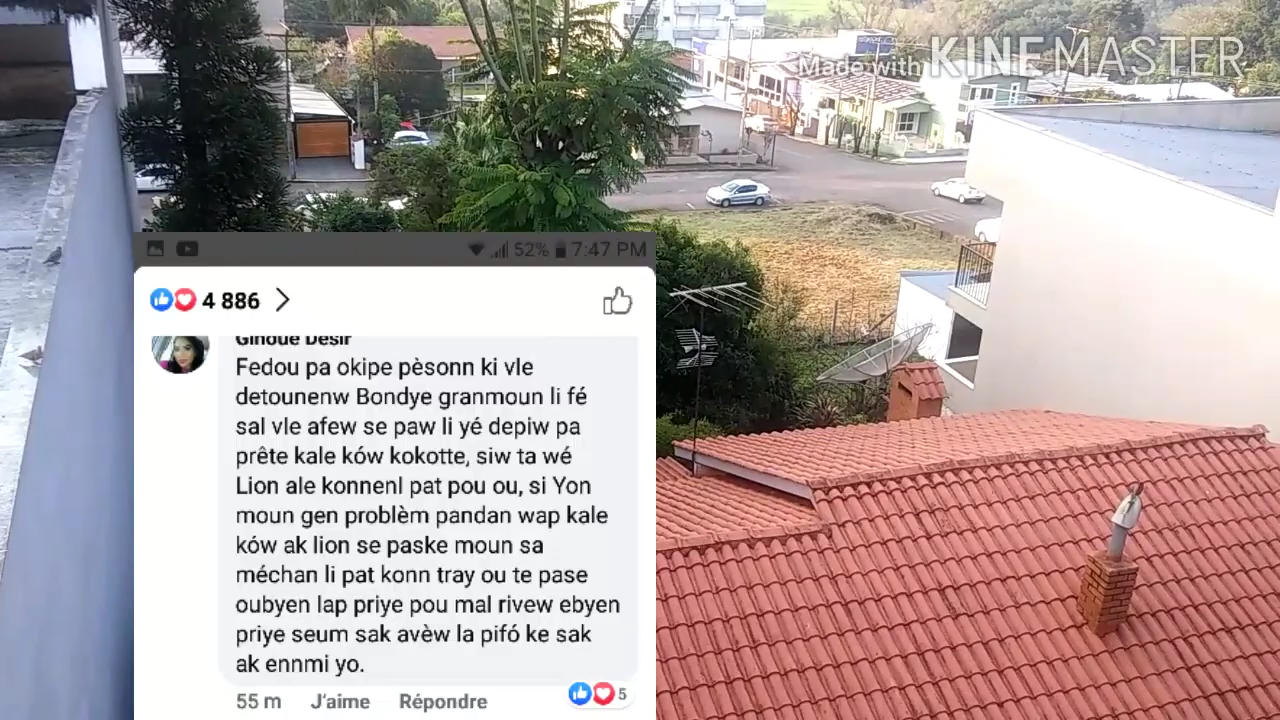 Made with KINEMASTER
52% 7:47 PM
4 886
Ginoue Desir
Fedou pa okipe pèsonn ki vle
detounenw Bondye granmoun li fé
sal vle afew se paw li yé depiw pa
prête kale ków kokotte, siw ta wé
Lion ale konnenl pat pou ou, si Yon
moun gen problèm pandan wap kale
ków ak lion se paske moun sa
méchan li pat konn tray ou te pase
oubyen lap priye pou mal rivew ebyen
priye seum sak avèw la pifó ke sak
ak ennmi yo.
55 m J'aime Répondre 5